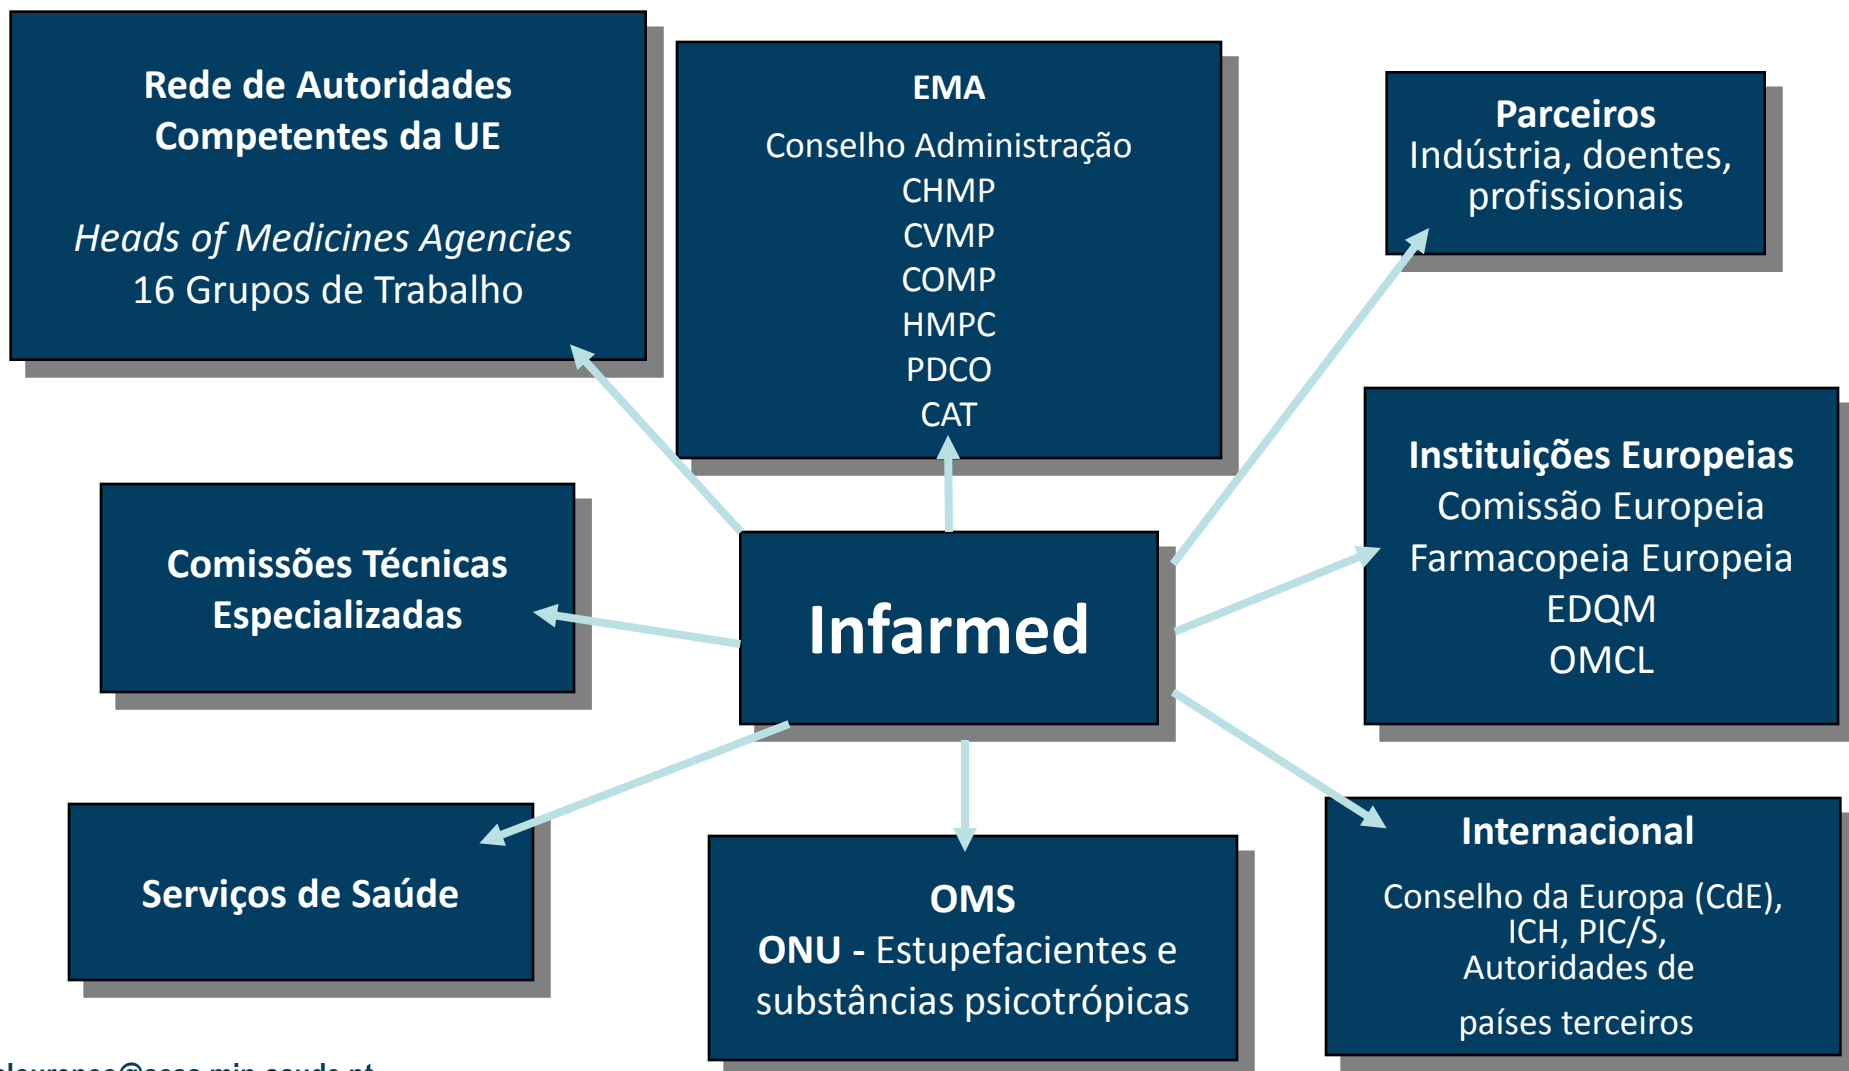 Rede de Autoridades
Competentes da UE
Heads of Medicines Agencies
16 Grupos de Trabalho
EMA
Conselho Administração
CHMP
CVMP
COMP
HMPC
PDCO
CAT
Parceiros
Indústria, doentes,
profissionais
Comissões Técnicas
Especializadas
Infarmed
Instituições Europeias
Comissão Europeia
Farmacopeia Europeia
EDQM
OMCL
Serviços de Saúde
OMS
ONU - Estupefacientes e
substâncias psicotrópicas
Internacional
Conselho da Europa (CdE),
ICH, PIC/S,
Autoridades de
países terceiros